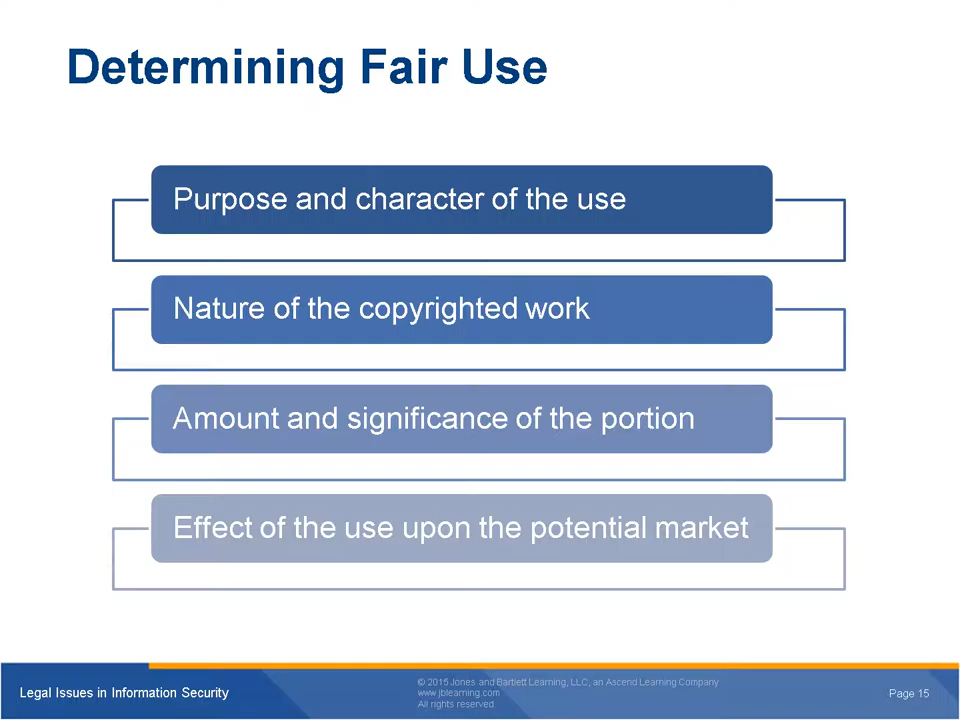 Determining Fair Use
Purpose and character of the use
Nature of the copyrighted work
Amount and significance of the portion
Effect of the use upon the potential market
Legal Issues in Information Security
© 2015 Jones and Bartlett Learning, LLC, an Ascend Learning Company
www.jblearning.com
All rights reserved.
Page 15